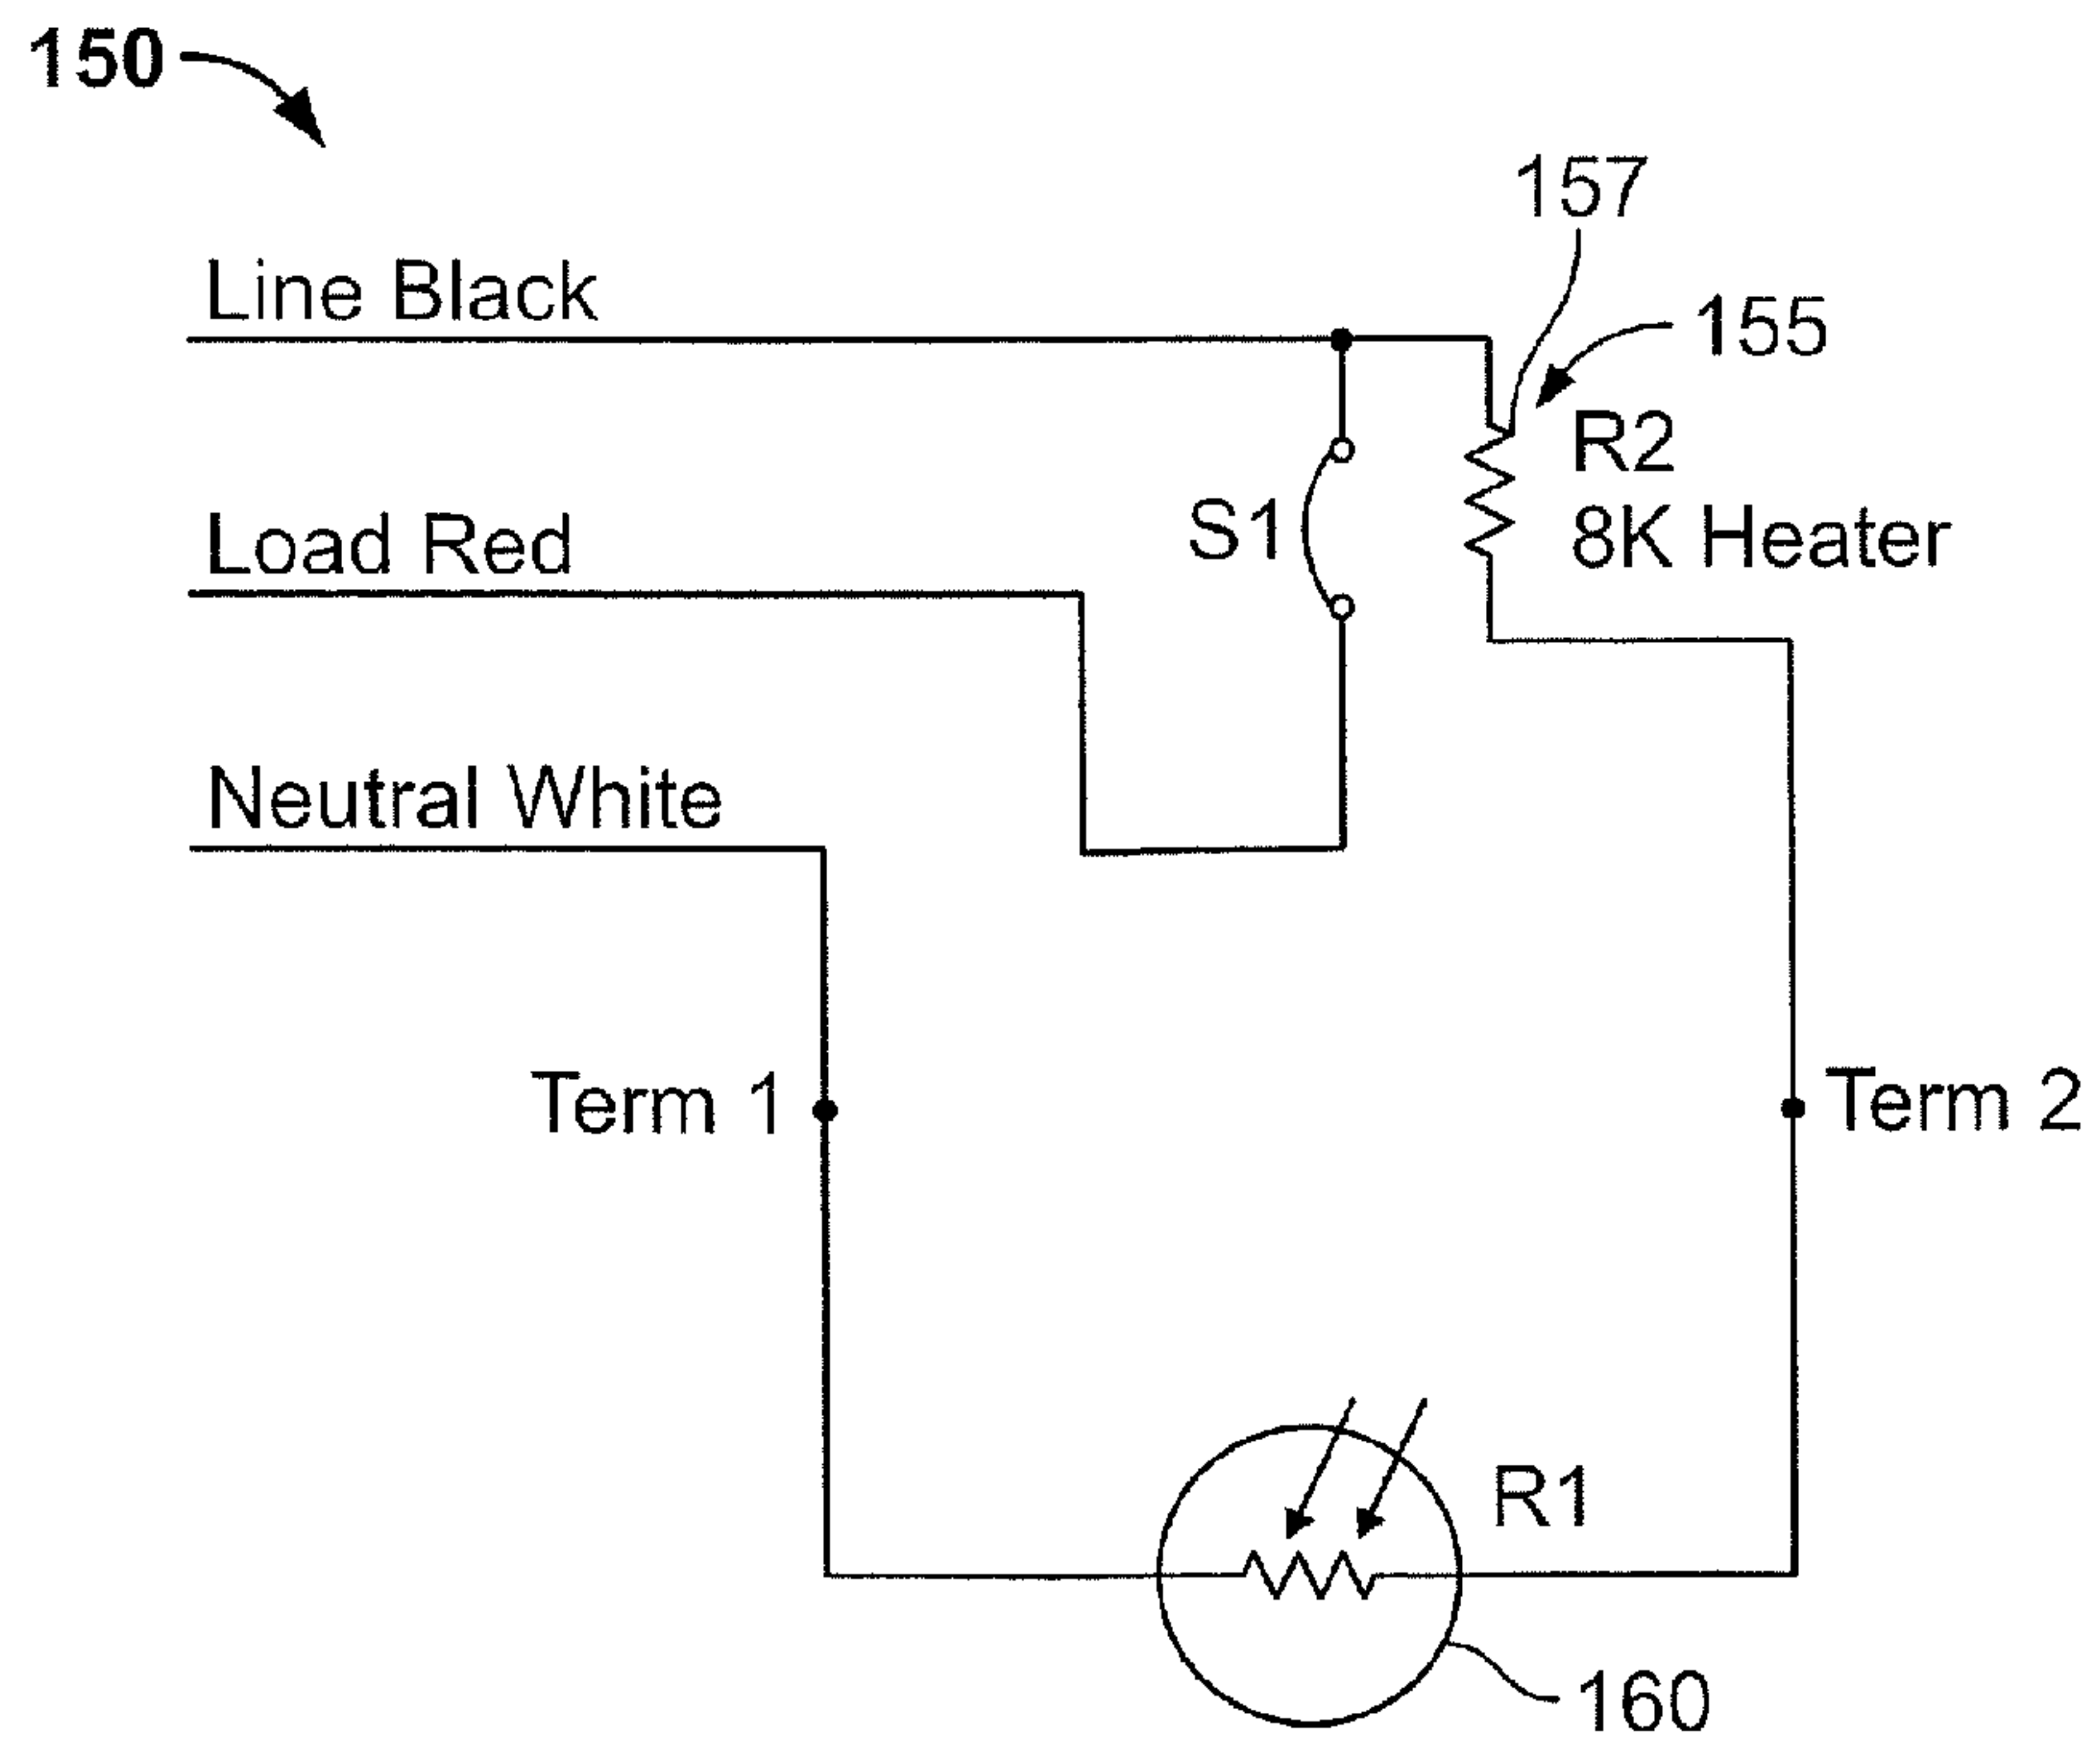 150
157
Line Black
155
R2
8K Heater
Load Red
S1
Neutral White
Term 1
Term 2
R1
160